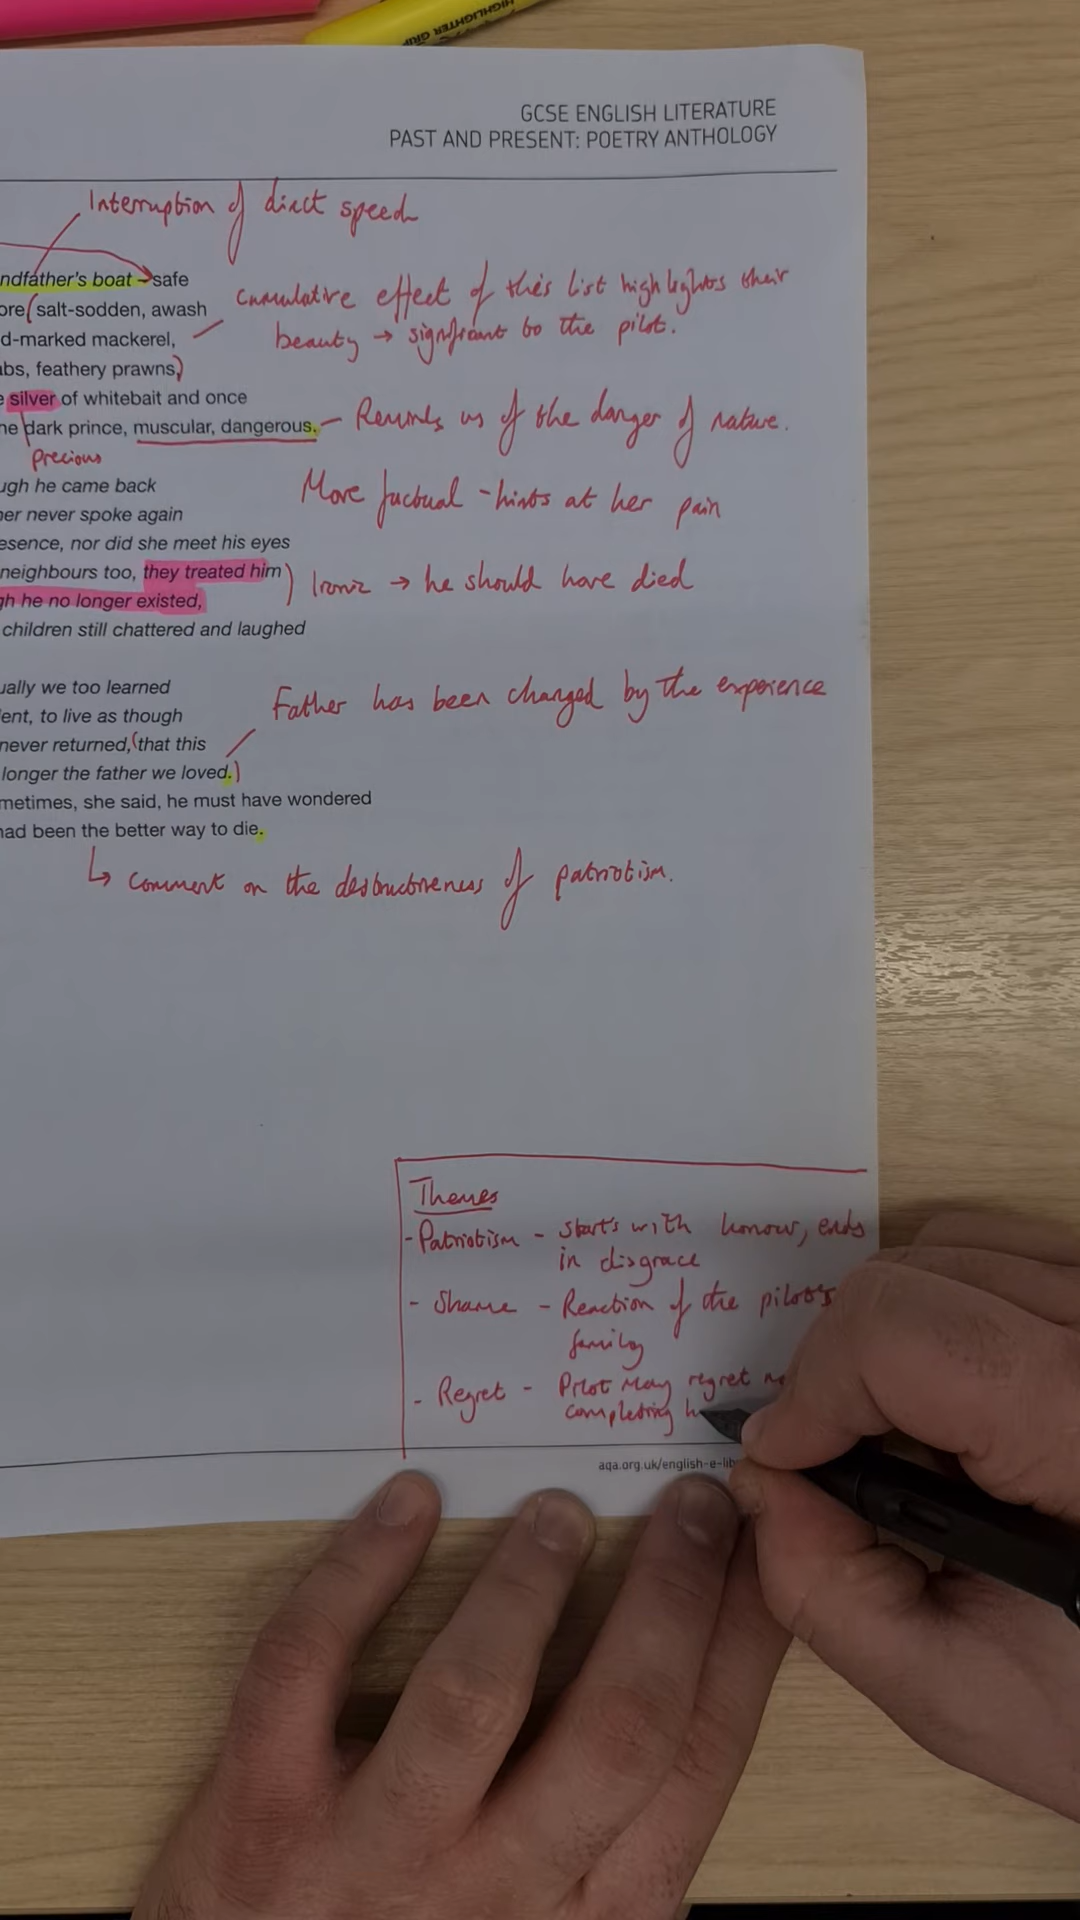 HIGHLIGHTER GRIP
GCSE ENGLISH LITERATURE
PAST AND PRESENT: POETRY ANTHOLOGY
Interruption of direct speech
ndfather's boat – safe
ore (salt-sodden, awash
cumulative effect of this list highlights their
d-marked mackerel,
beauty → significant to the pilot.
abs, feathery prawns,)
e silver of whitebait and once
ne dark prince, muscular, dangerous. – Reminds us of the danger of nature.
precious
ugh he came back
More factual - hints at her pain
her never spoke again
esence, nor did she meet his eyes
neighbours too, they treated him
Ironic → he should have died
gh he no longer existed,
children still chattered and laughed
ually we too learned
Father has been changed by the experience
ent, to live as though
never returned, (that this
longer the father we loved.)
metimes, she said, he must have wondered
had been the better way to die.
↳ comment on the destructiveness of patriotism.
Themes
- Patriotism - starts with honour, ends
in disgrace
- Shame - Reaction of the pilot's
family
- Regret - Pilot may regret
completing
aqa.org.uk/english-e-lib